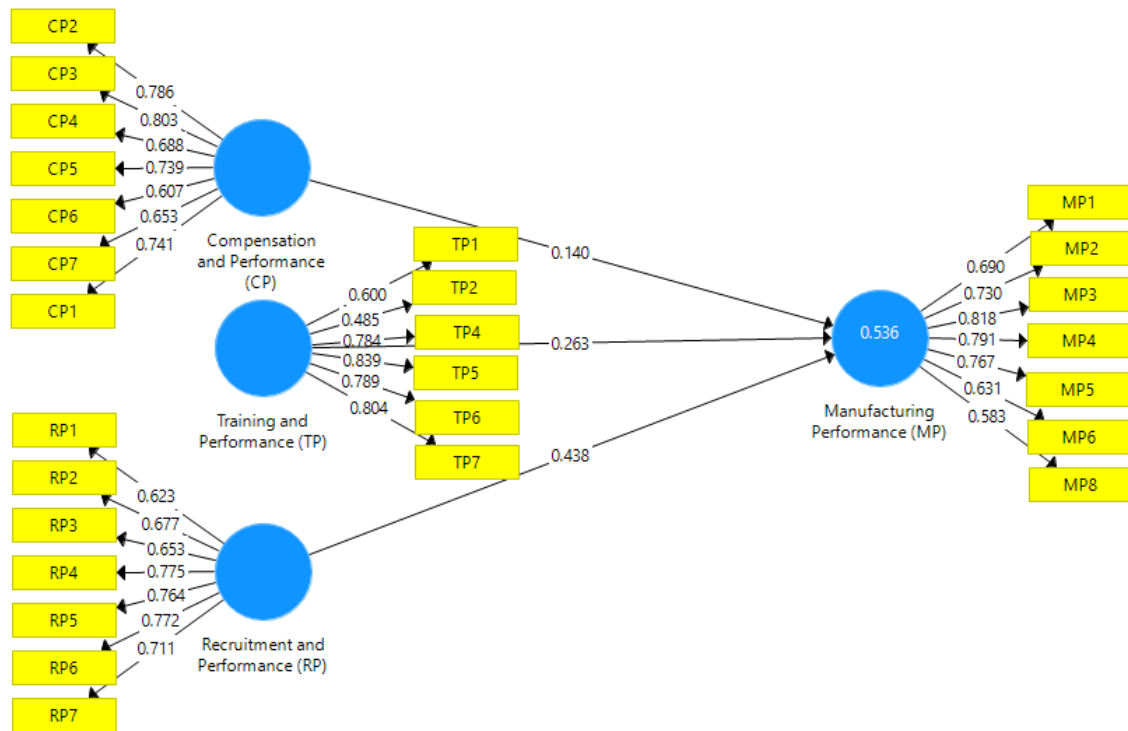 CP2
CP3
CP4
CP5
CP6
CP7
CP1
0.786
0.803
0.688
0.739
0.607
0.653
0.741
Compensation
and Performance
(CP)
TP1
TP2
TP4
TP5
TP6
TP7
0.600
0.485
0.784
0.839
0.789
0.804
Training and
Performance (TP)
RP1
RP2
RP3
RP4
RP5
RP6
RP7
0.623
0.677
0.653
0.775
0.764
0.772
0.711
Recruitment and
Performance (RP)
0.140
0.263
0.438
0.536
Manufacturing
Performance (MP)
0.690
0.730
0.818
0.791
0.767
0.631
0.583
MP1
MP2
MP3
MP4
MP5
MP6
MP8